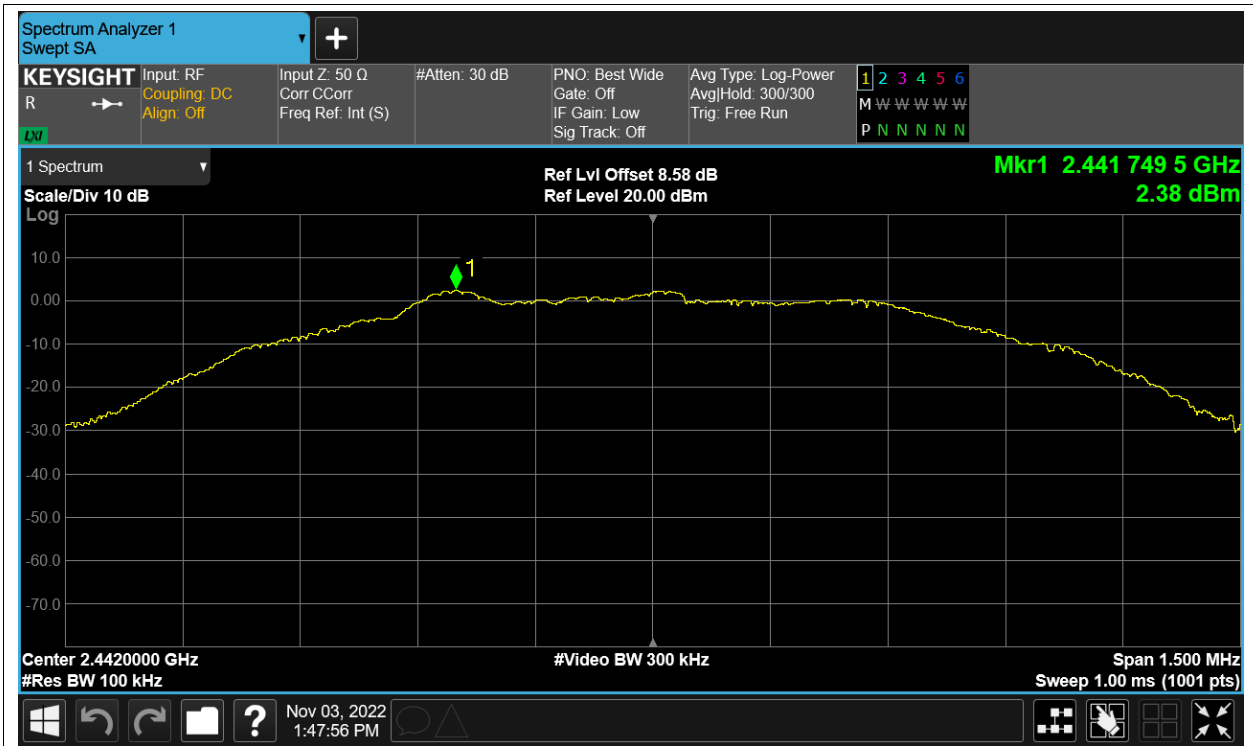 Spectrum Analyzer 1
Swept SA
KEYSIGHT
R
LXI
Input: RF
Coupling: DC
Align: Off
Input Z: 50 Ω
Corr CCorr
Freq Ref: Int (S)
#Atten: 30 dB
PNO: Best Wide
Gate: Off
IF Gain: Low
Sig Track: Off
Avg Type: Log-Power
Avg|Hold: 300/300
Trig: Free Run
1 2 3 4 5 6
M W W W W W
P N N N N N
1 Spectrum
Scale/Div 10 dB
Log
Ref Lvl Offset 8.58 dB
Ref Level 20.00 dBm
Mkr1 2.441 749 5 GHz
2.38 dBm
1
10.0
0.00
-10.0
-20.0
-30.0
-40.0
-50.0
-60.0
-70.0
Center 2.4420000 GHz
#Res BW 100 kHz
#Video BW 300 kHz
Span 1.500 MHz
Sweep 1.00 ms (1001 pts)
?
Nov 03, 2022
1:47:56 PM